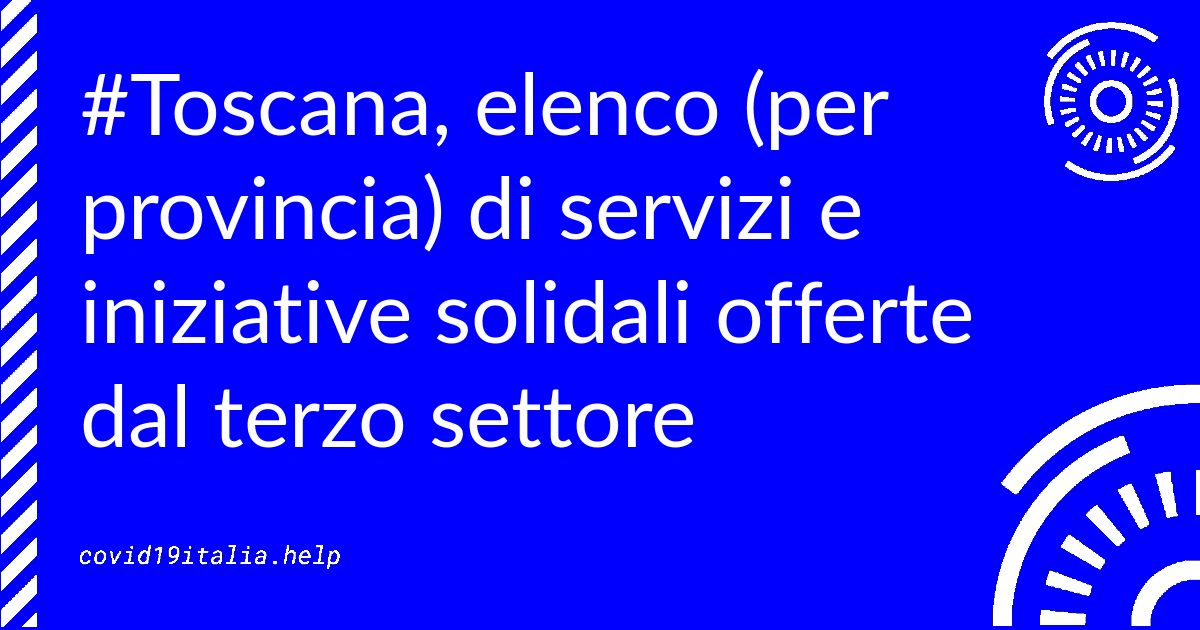 #Toscana, elenco (per
provincia) di servizi e
iniziative solidali offerte
dal terzo settore
covid19italia.help